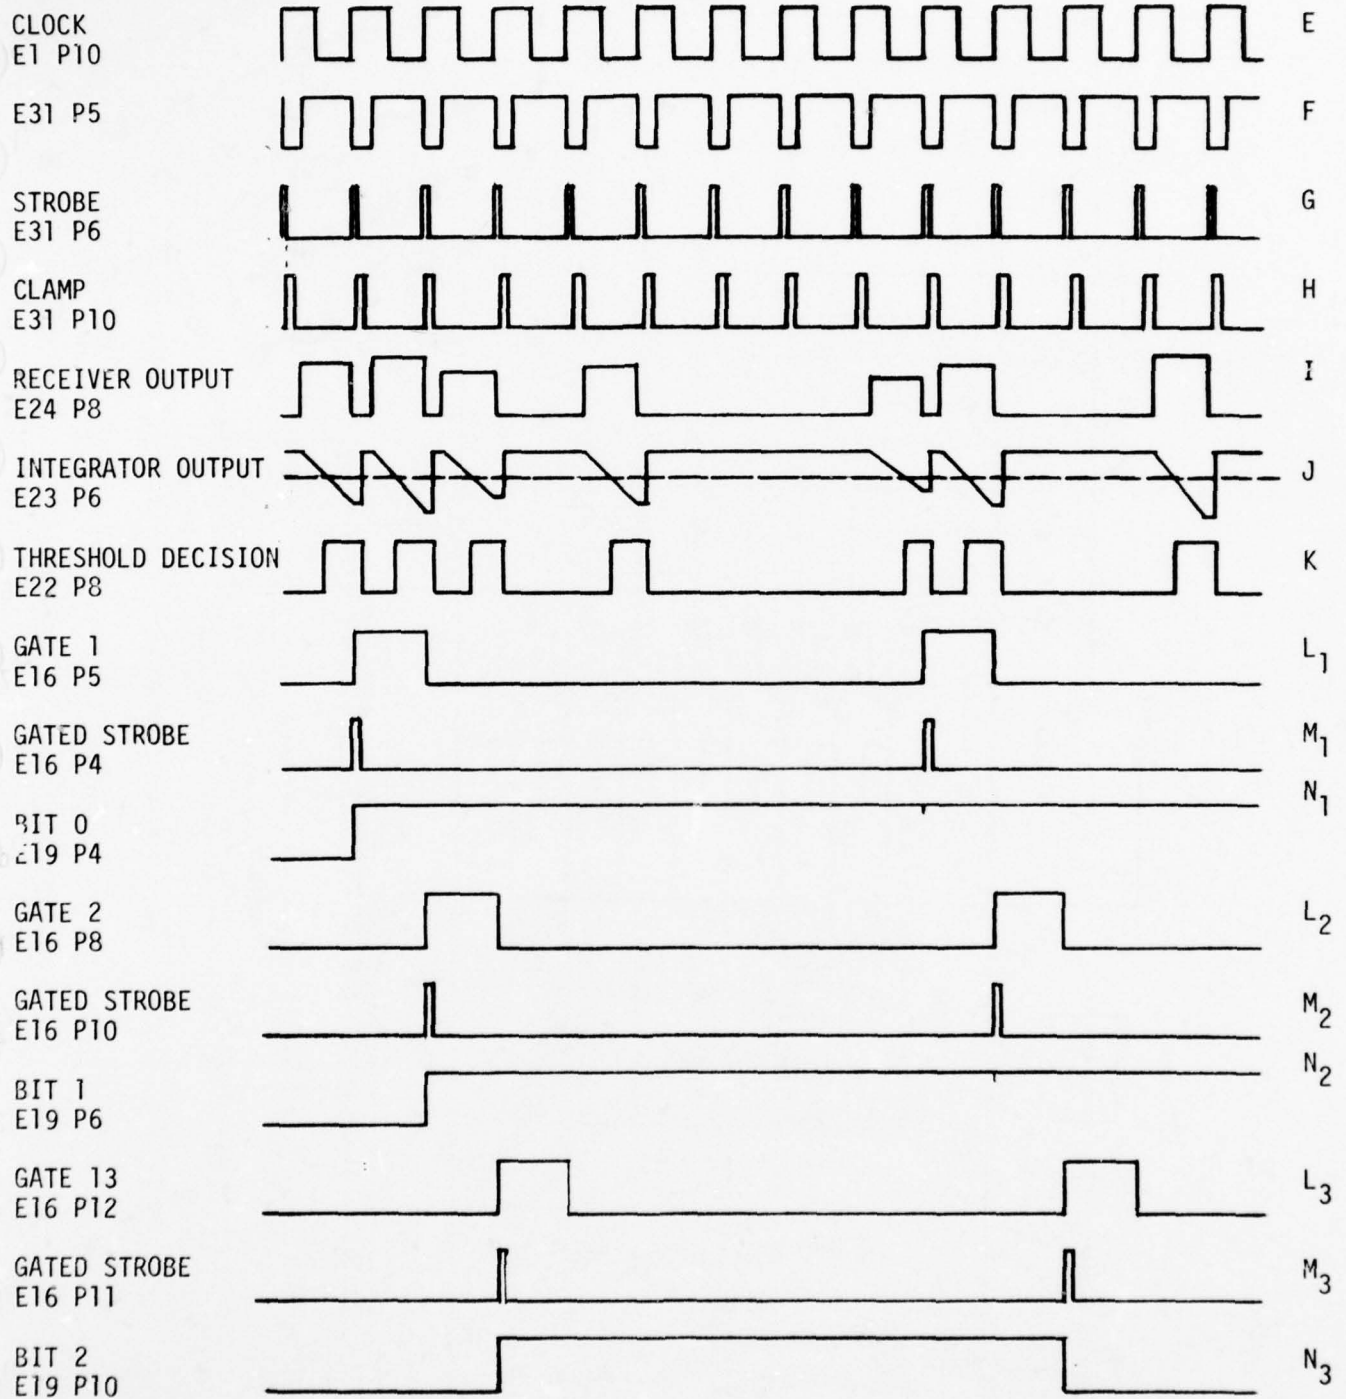 CLOCK E
E1 P10
E31 P5 F
STROBE G
E31 P6
CLAMP H
E31 P10
RECEIVER OUTPUT I
E24 P8
INTEGRATOR OUTPUT J
E23 P6
THRESHOLD DECISION K
E22 P8
GATE 1 L1
E16 P5
GATED STROBE M1
E16 P4
N1
BIT 0
E19 P4
GATE 2 L2
E16 P8
GATED STROBE M2
E16 P10
N2
BIT 1
E19 P6
GATE 13 L3
E16 P12
GATED STROBE M3
E16 P11
BIT 2 N3
E19 P10